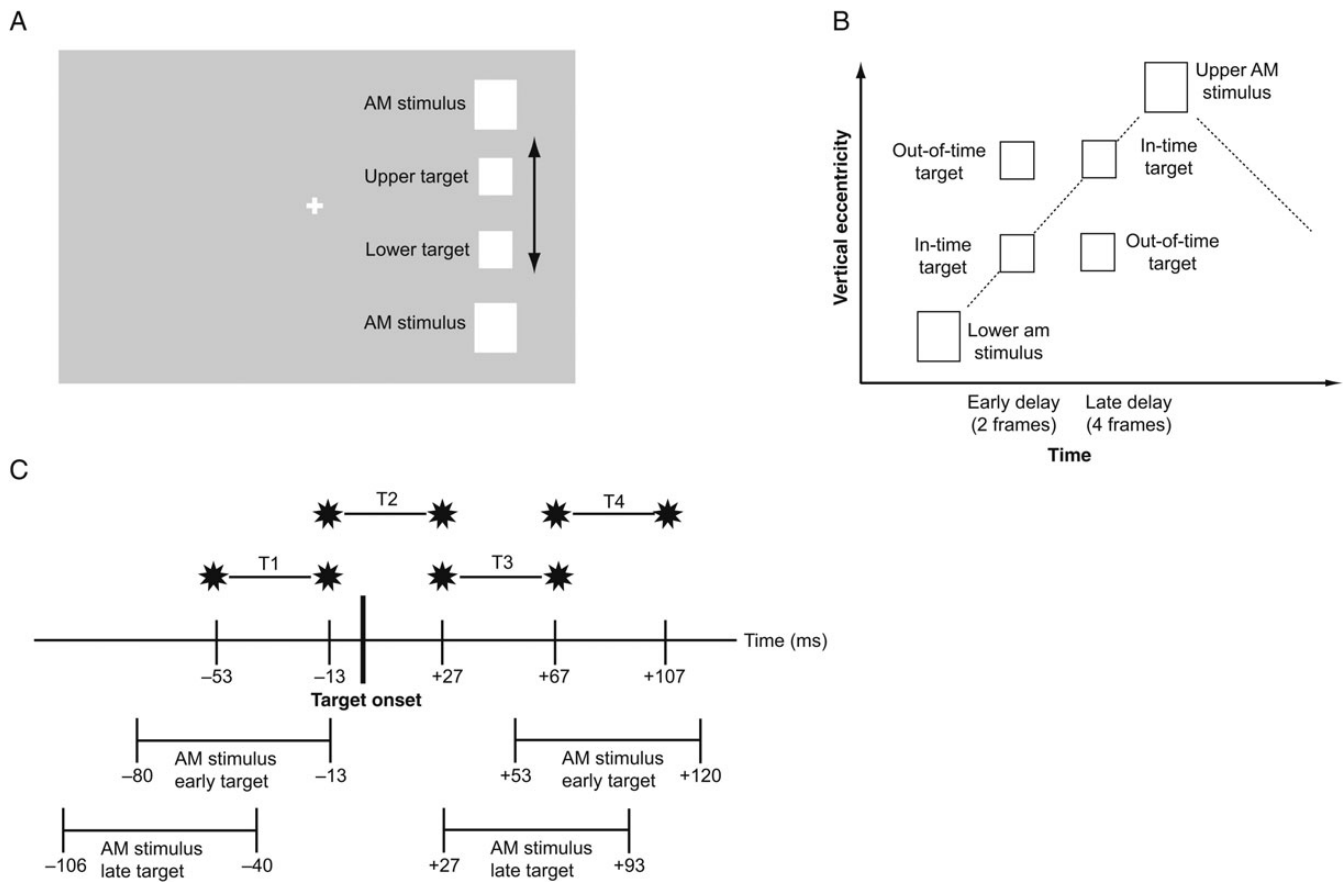 A
AM stimulus
Upper target
Lower target
AM stimulus
B
Vertical eccentricity
Upper AM
stimulus
Out-of-time
target
In-time
target
In-time
target
Out-of-time
target
Lower am
stimulus
Early delay
(2 frames)
Late delay
(4 frames)
Time
C
T2
T4
T1
T3
Time (ms)
–53
–13
+27
+67
+107
Target onset
AM stimulus
early target
–80
–13
AM stimulus
early target
+53
+120
AM stimulus
late target
–106
–40
AM stimulus
late target
+27
+93